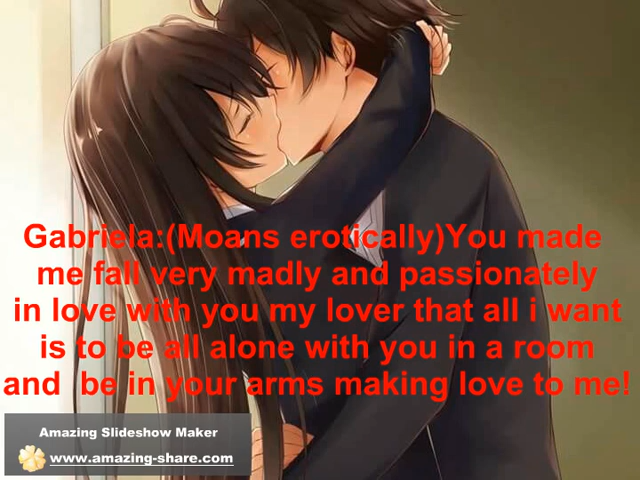 Gabriela:(Moans erotically)You made
me fall very madly and passionately
in love with you my lover that all i want
is to be all alone with you in a room
and  be in your arms making love to me!
Amazing Slideshow Maker
www.amazing-share.com